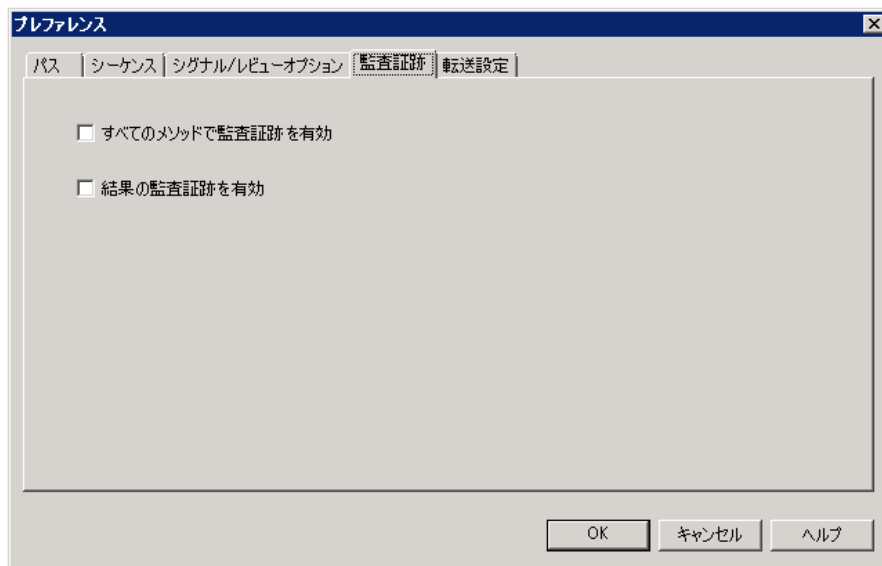 プレファレンス
パス シーケンス シグナル/レビューオプション 監査証跡 転送設定
すべてのメソッドで監査証跡を有効
結果の監査証跡を有効
OK キャンセル ヘルプ